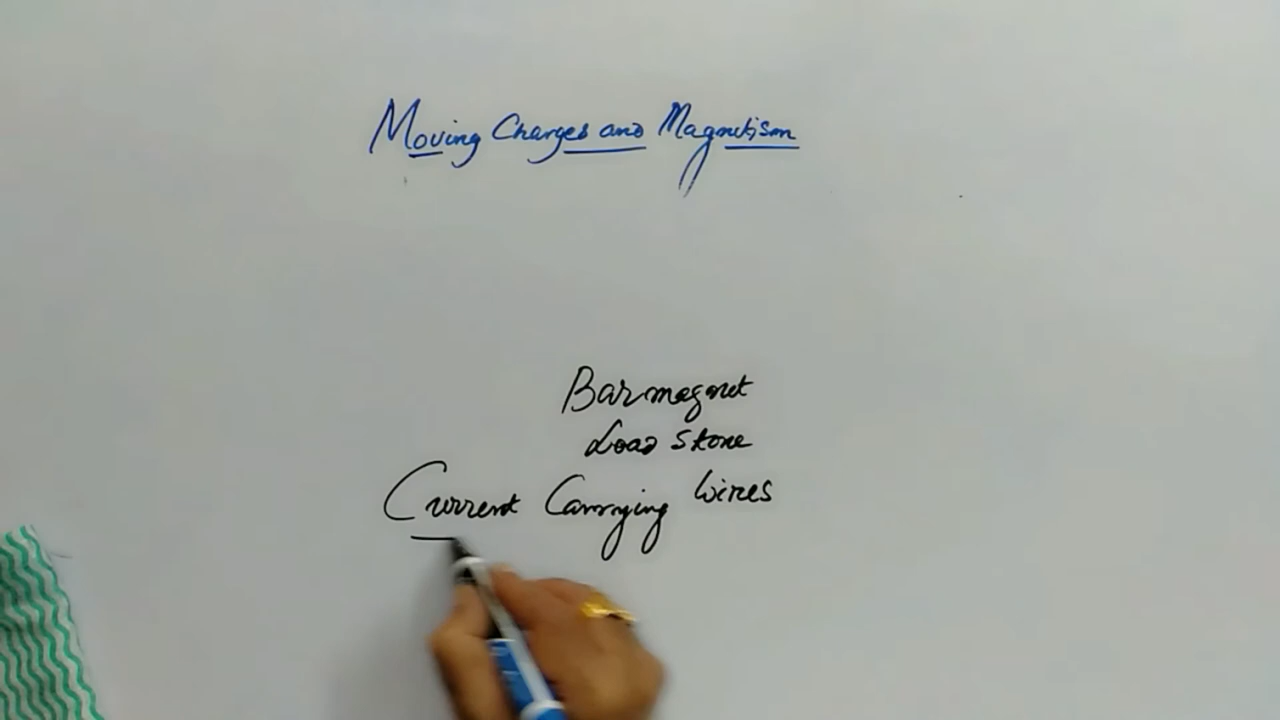 Moving Charges and Magnetism
Bar magnet
Load Stone
Current Carrying Wires